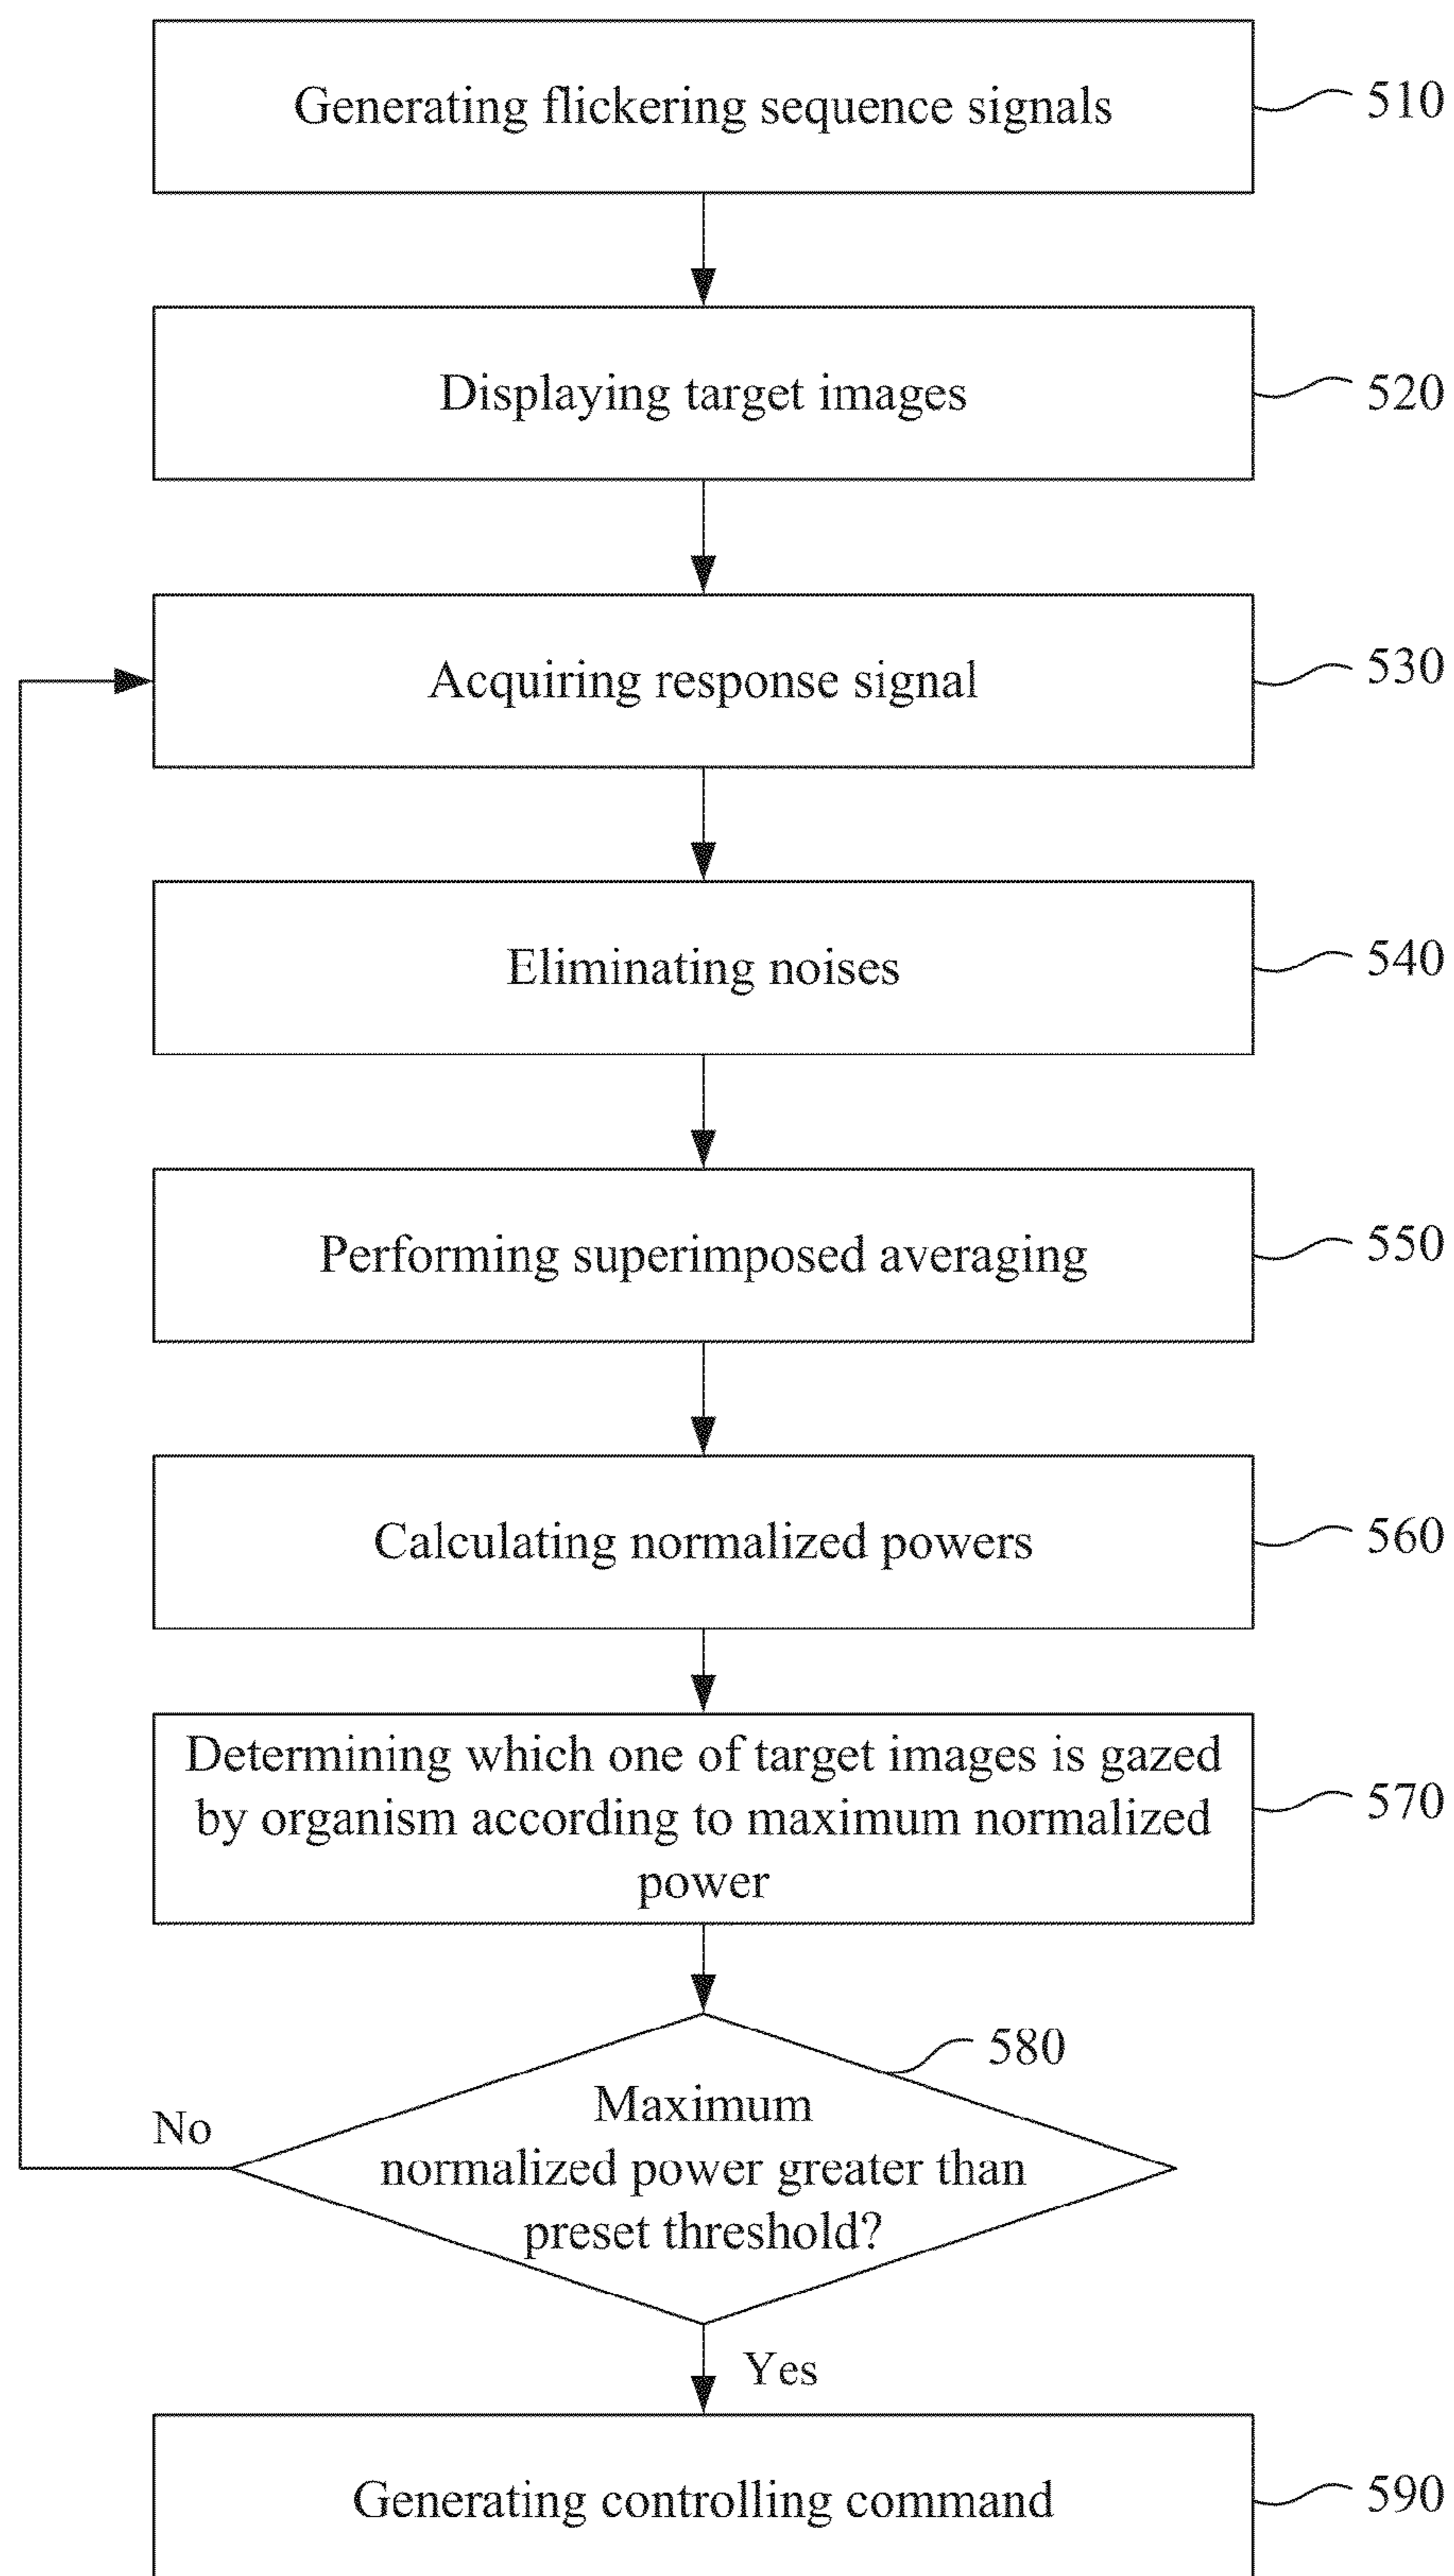 Generating flickering sequence signals
510
Displaying target images
520
Acquiring response signal
530
Eliminating noises
540
Performing superimposed averaging
550
Calculating normalized powers
560
Determining which one of target images is gazed
by organism according to maximum normalized
power
570
580
Maximum
normalized power greater than
preset threshold?
No
Yes
Generating controlling command
590